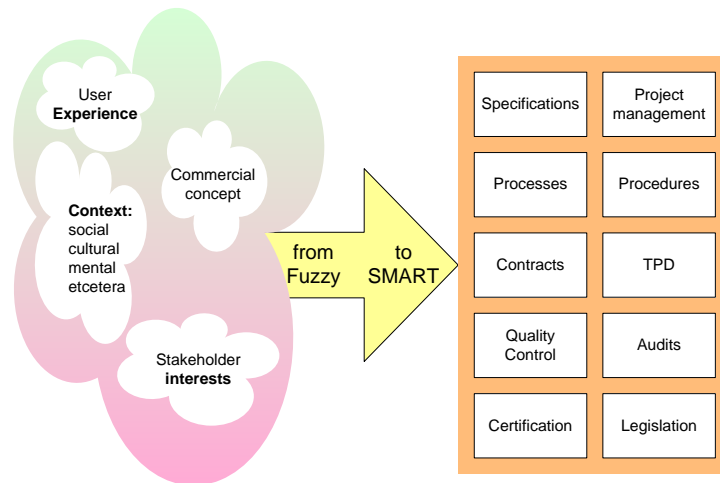 User
Experience
Commercial
concept
Context:
social
cultural
mental
etcetera
Stakeholder
interests
from
Fuzzy
to
SMART
Specifications
Project
management
Processes
Procedures
Contracts
TPD
Quality
Control
Audits
Certification
Legislation